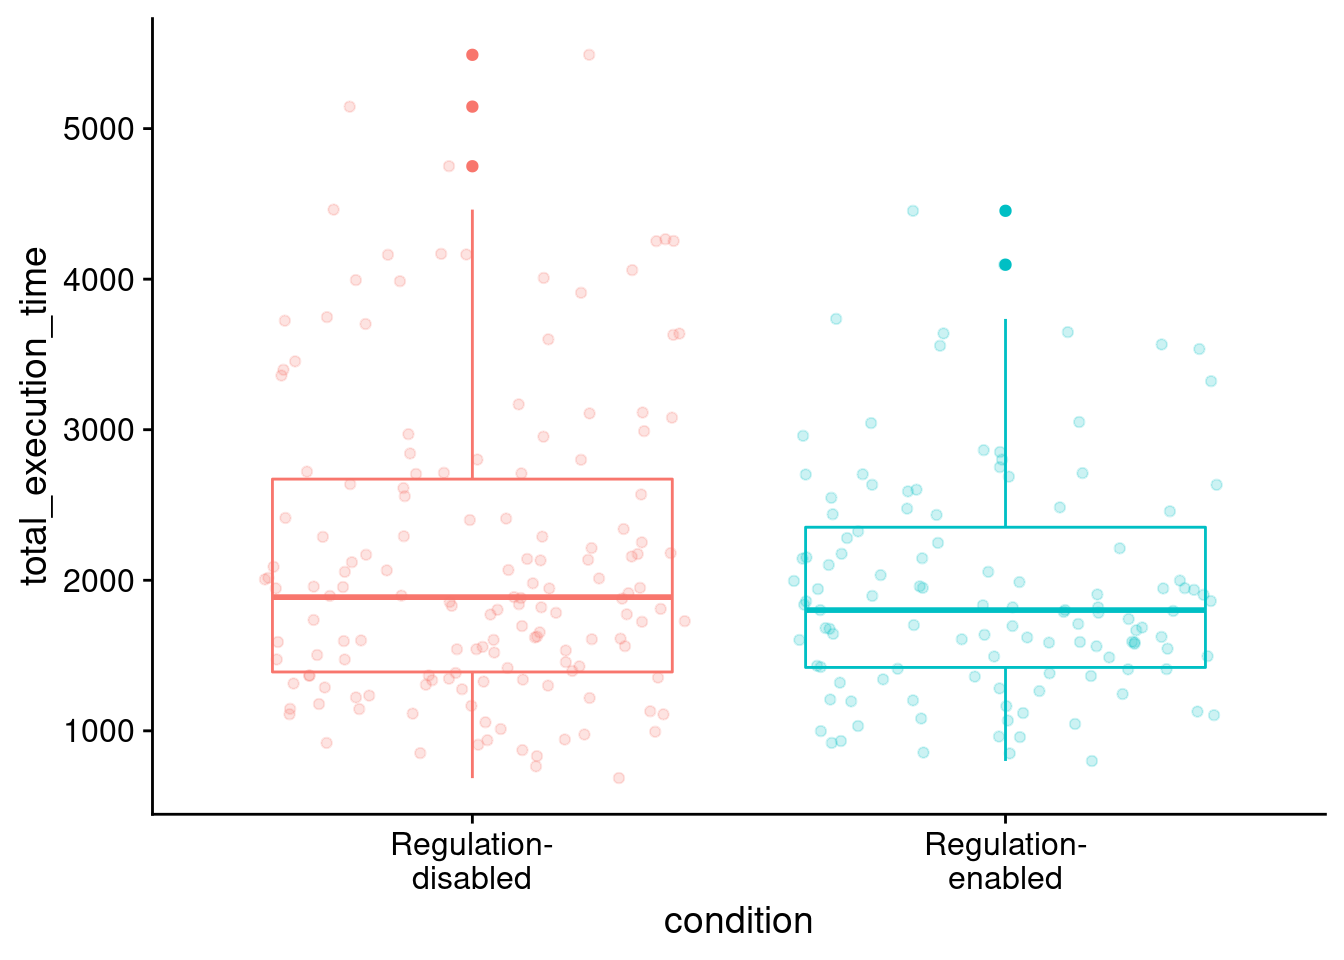 total_execution_time
5000
4000
3000
2000
1000
Regulation-
disabled
Regulation-
enabled
condition